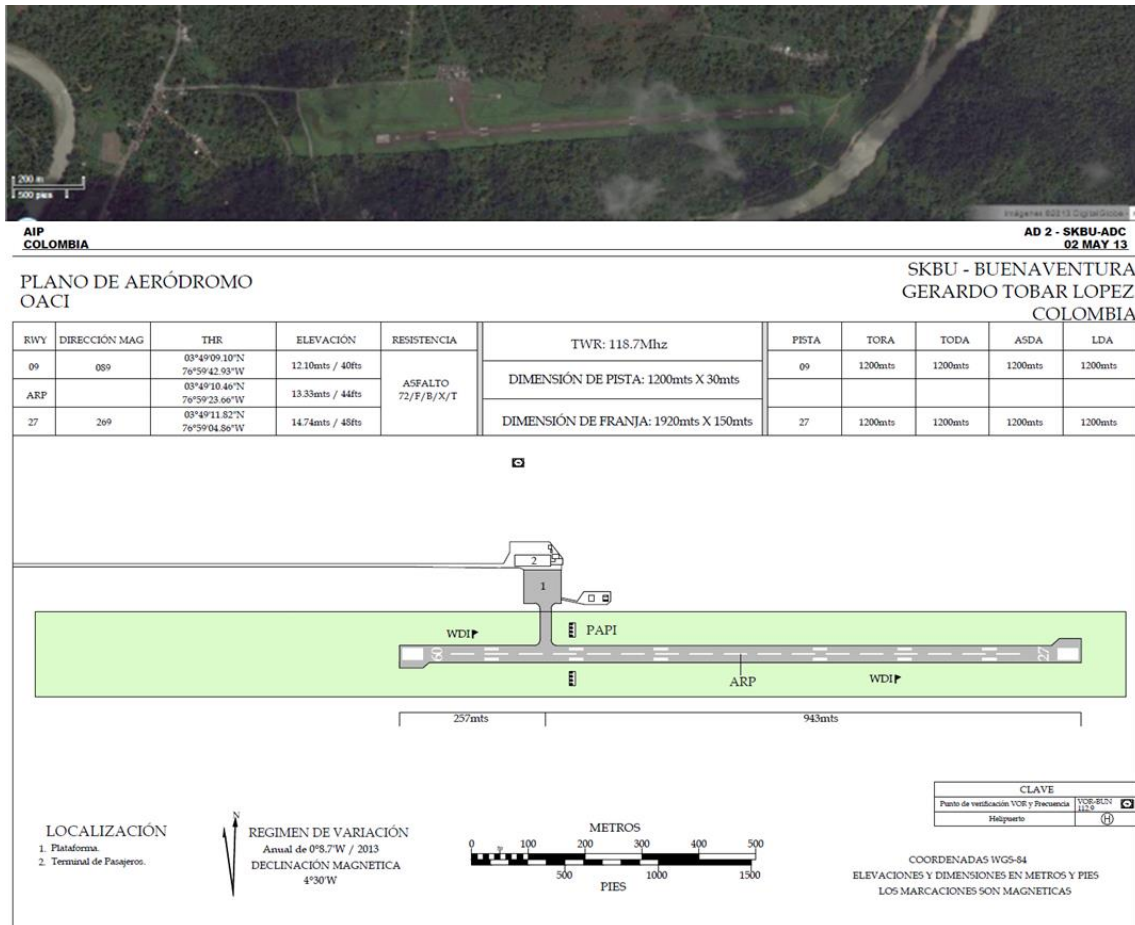 200 m
500 pies
Imágenes ©2013 DigitalGlobe
AIP
COLOMBIA
AD 2 - SKBU-ADC
02 MAY 13
PLANO DE AERÓDROMO
OACI
SKBU - BUENAVENTURA
GERARDO TOBAR LOPEZ
COLOMBIA
RWY DIRECCIÓN MAG THR ELEVACIÓN RESISTENCIA TWR: 118.7Mhz PISTA TORA TODA ASDA LDA
09 089 03°49'09.10"N 76°59'42.93"W 12.10mts / 40fts 09 1200mts 1200mts 1200mts 1200mts
ARP 03°49'10.46"N 76°59'23.66"W 13.33mts / 44fts
ASFALTO
72/F/B/X/T
DIMENSIÓN DE PISTA: 1200mts X 30mts
27 269 03°49'11.82"N 76°59'04.86"W 14.74mts / 48fts DIMENSIÓN DE FRANJA: 1920mts X 150mts 27 1200mts 1200mts 1200mts 1200mts
2
1
WDI
PAPI
09
27
ARP
WDI
257mts
943mts
CLAVE
Punto de verificación VOR y Frecuencia VOR-BUN 112.9
Helipuerto H
LOCALIZACIÓN
1. Plataforma.
2. Terminal de Pasajeros.
N
REGIMEN DE VARIACIÓN
Anual de 0°8.7'W / 2013
DECLINACIÓN MAGNETICA
4°30'W
METROS
0 50 100 200 300 400 500
500 1000 1500
PIES
COORDENADAS WGS-84
ELEVACIONES Y DIMENSIONES EN METROS Y PIES
LOS MARCACIONES SON MAGNETICAS